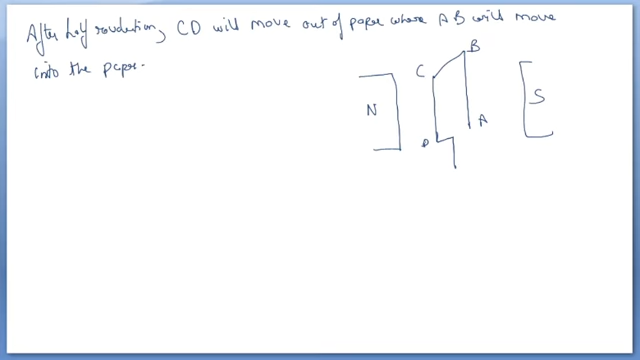 After half revolution, CD will move out of paper where AB will move
into the paper.
B
C
N
S
A
D